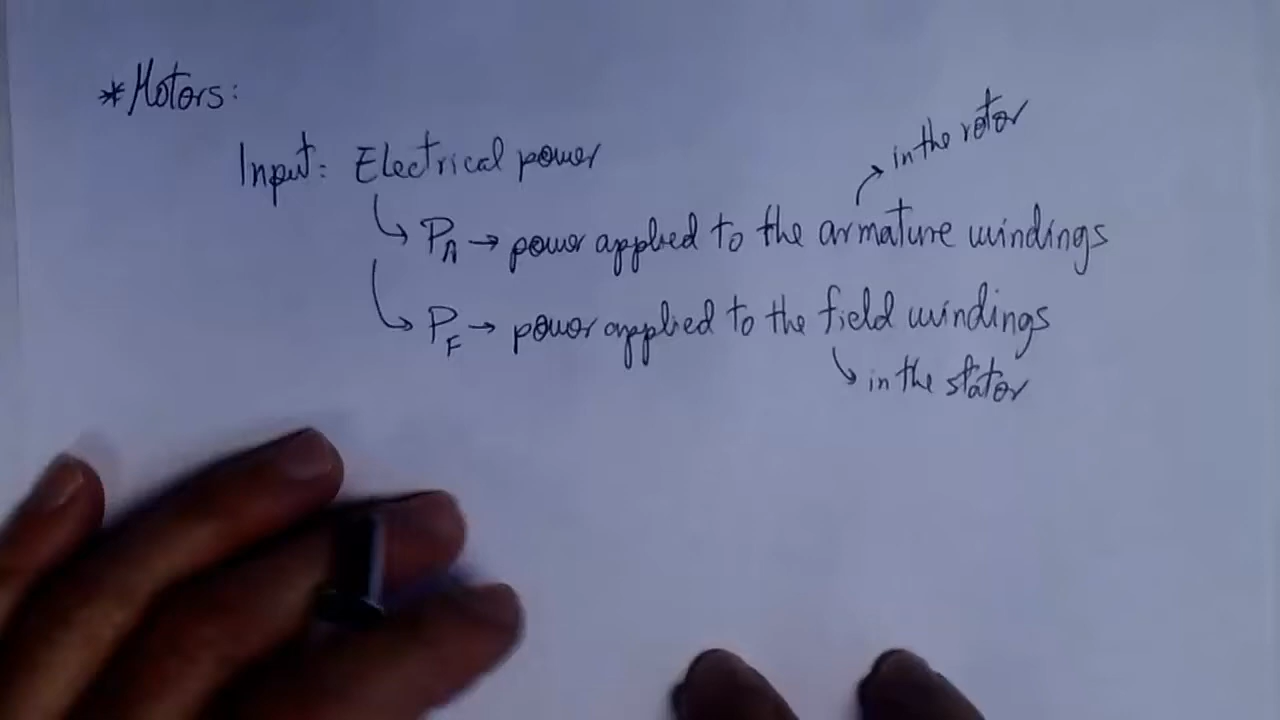 *Motors:
Input: Electrical power
in the rotor
P_A → power applied to the armature windings
P_F → power applied to the field windings
in the stator